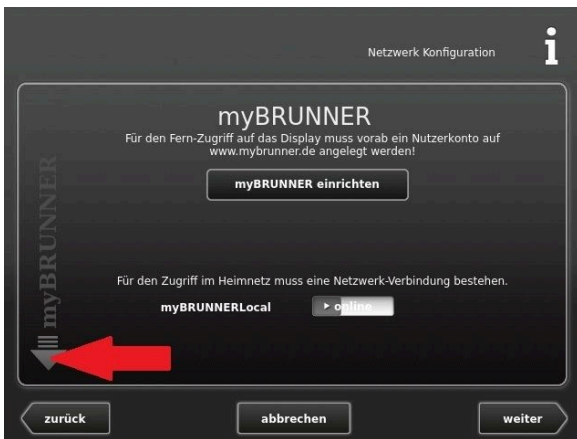 Netzwerk Konfiguration
i
myBRUNNER
Für den Fern-Zugriff auf das Display muss vorab ein Nutzerkonto auf
www.mybrunner.de angelegt werden!
myBRUNNER einrichten
myBRUNNER
Für den Zugriff im Heimnetz muss eine Netzwerk-Verbindung bestehen.
myBRUNNERLocal
online
zurück
abbrechen
weiter